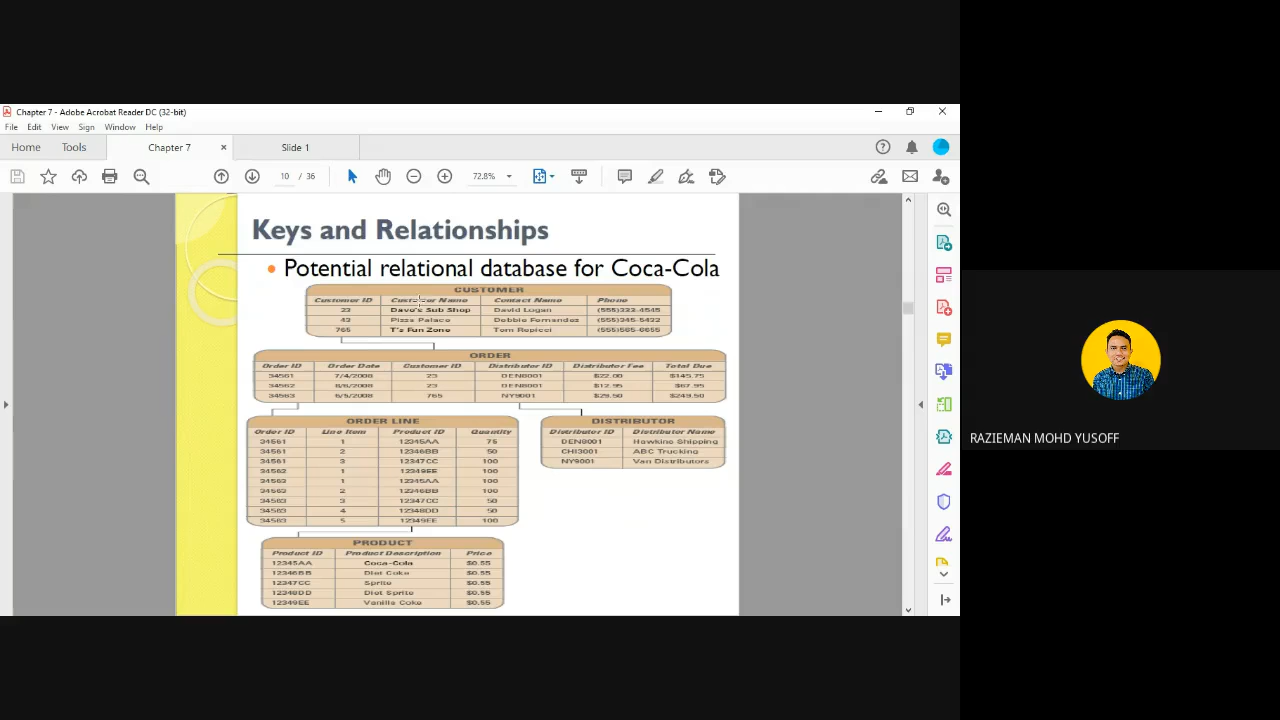 Chapter 7 - Adobe Acrobat Reader DC (32-bit)
File Edit View Sign Window Help
Home Tools Chapter 7 × Slide 1
10 / 36 72.8%
Keys and Relationships
• Potential relational database for Coca-Cola
CUSTOMER
Customer ID Customer Name Contact Name Phone
23 Dave's Sub Shop David Logan (555)333-4545
43 Pizza Palace Debbie Fernandez (555)345-5432
765 T's Fun Zone Tom Repicci (555)565-6655
ORDER
Order ID Order Date Customer ID Distributor ID Distributor Fee Total Due
34561 7/4/2008 23 DEN8001 $22.00 $145.75
34562 8/6/2008 23 DEN8001 $12.95 $67.95
34563 6/5/2008 765 NY9001 $29.50 $249.50
ORDER LINE
Order ID Line Item Product ID Quantity
34561 1 12345AA 75
34561 2 12346BB 50
34561 3 12347CC 100
34562 1 12349EE 100
34563 1 12345AA 100
34563 2 12346BB 100
34563 3 12347CC 50
34563 4 12348DD 50
34563 5 12349EE 100
DISTRIBUTOR
Distributor ID Distributor Name
DEN8001 Hawkins Shipping
CHI3001 ABC Trucking
NY9001 Van Distributors
PRODUCT
Product ID Product Description Price
12345AA Coca-Cola $0.55
12346BB Diet Coke $0.55
12347CC Sprite $0.55
12348DD Diet Sprite $0.55
12349EE Vanilla Coke $0.55
RAZIEMAN MOHD YUSOFF